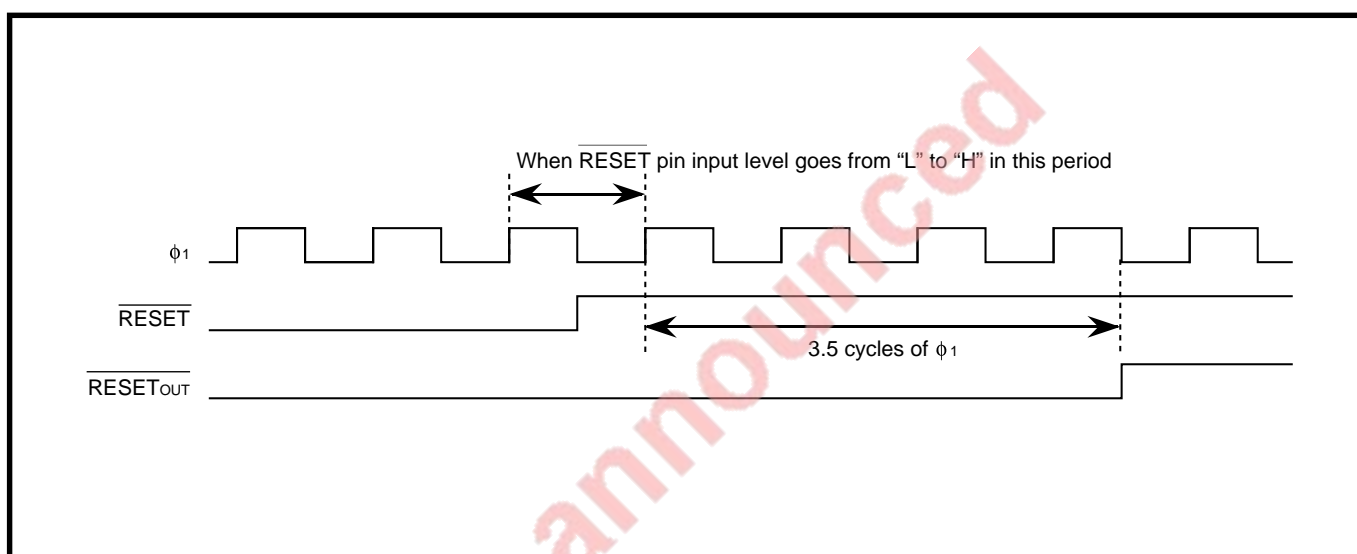 When RESET pin input level goes from “L” to “H” in this period
ϕ1
RESET
3.5 cycles of ϕ1
RESETOUT
announced